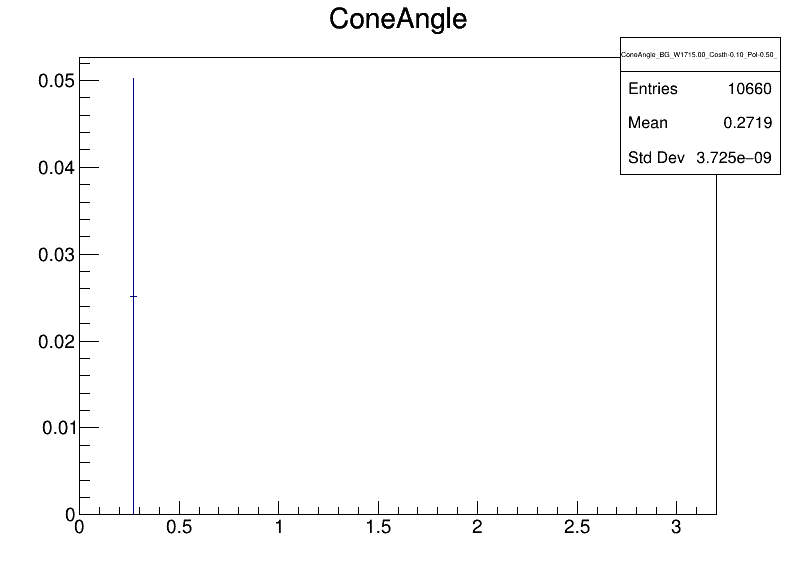 ConeAngle
ConeAngle_BG_W1715.00_Costh-0.10_Pol-0.50_
Entries 10660
Mean 0.2719
Std Dev 3.725e−09
0.05
0.04
0.03
0.02
0.01
0
0 0.5 1 1.5 2 2.5 3